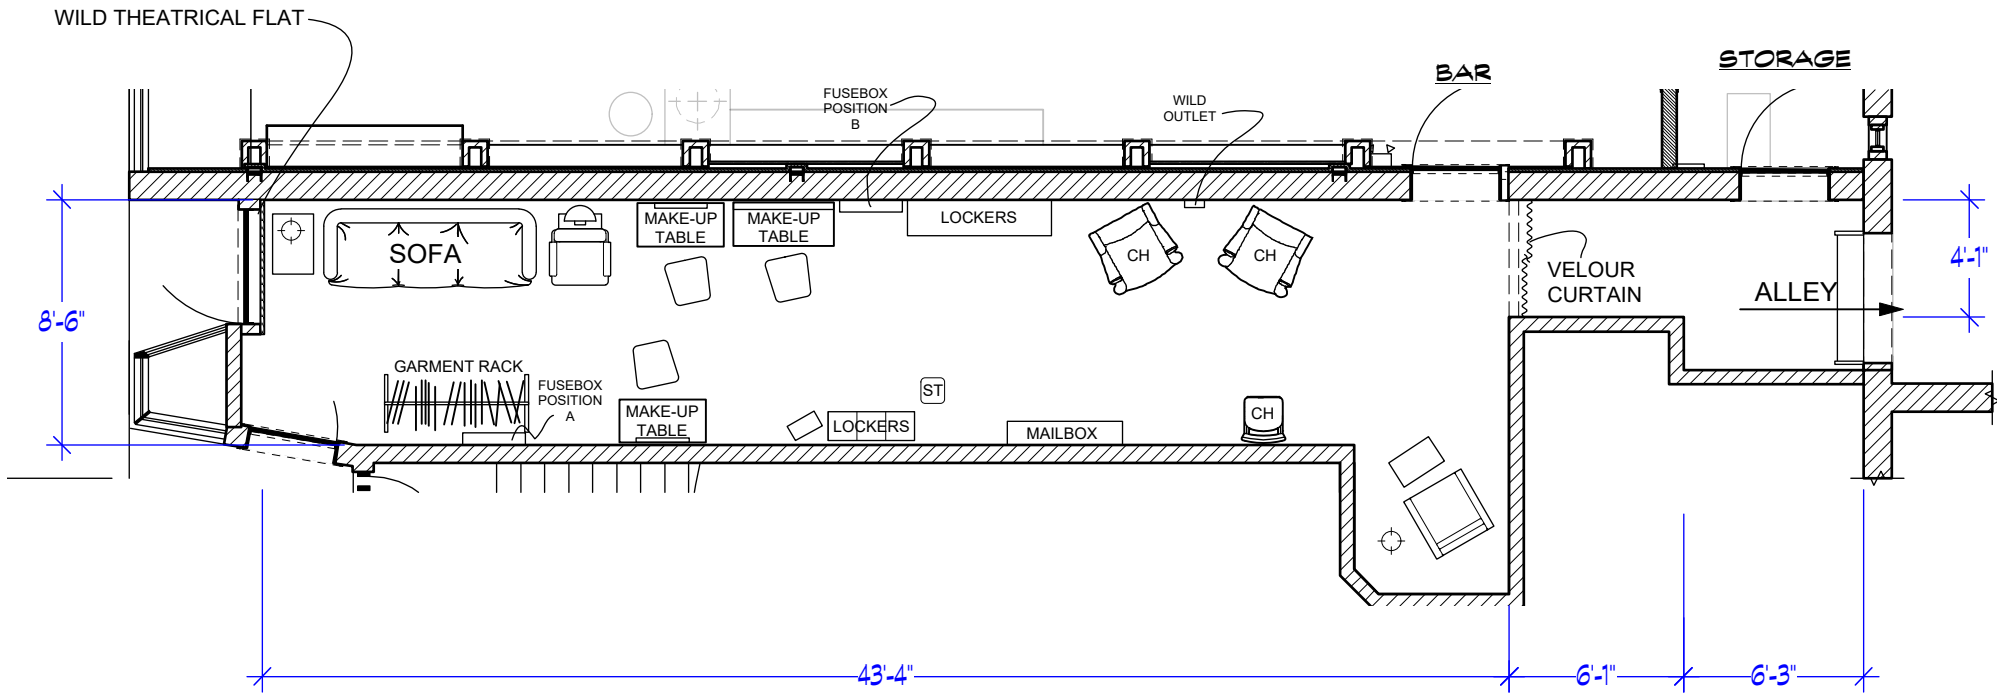 WILD THEATRICAL FLAT
BAR
STORAGE
FUSEBOX
POSITION
B
WILD
OUTLET
8'-6"
SOFA
MAKE-UP
TABLE
MAKE-UP
TABLE
LOCKERS
CH
CH
VELOUR
CURTAIN
ALLEY
4'-1"
GARMENT RACK
FUSEBOX
POSITION
A
MAKE-UP
TABLE
ST
LOCKERS
MAILBOX
CH
43'-4"
6'-1"
6'-3"